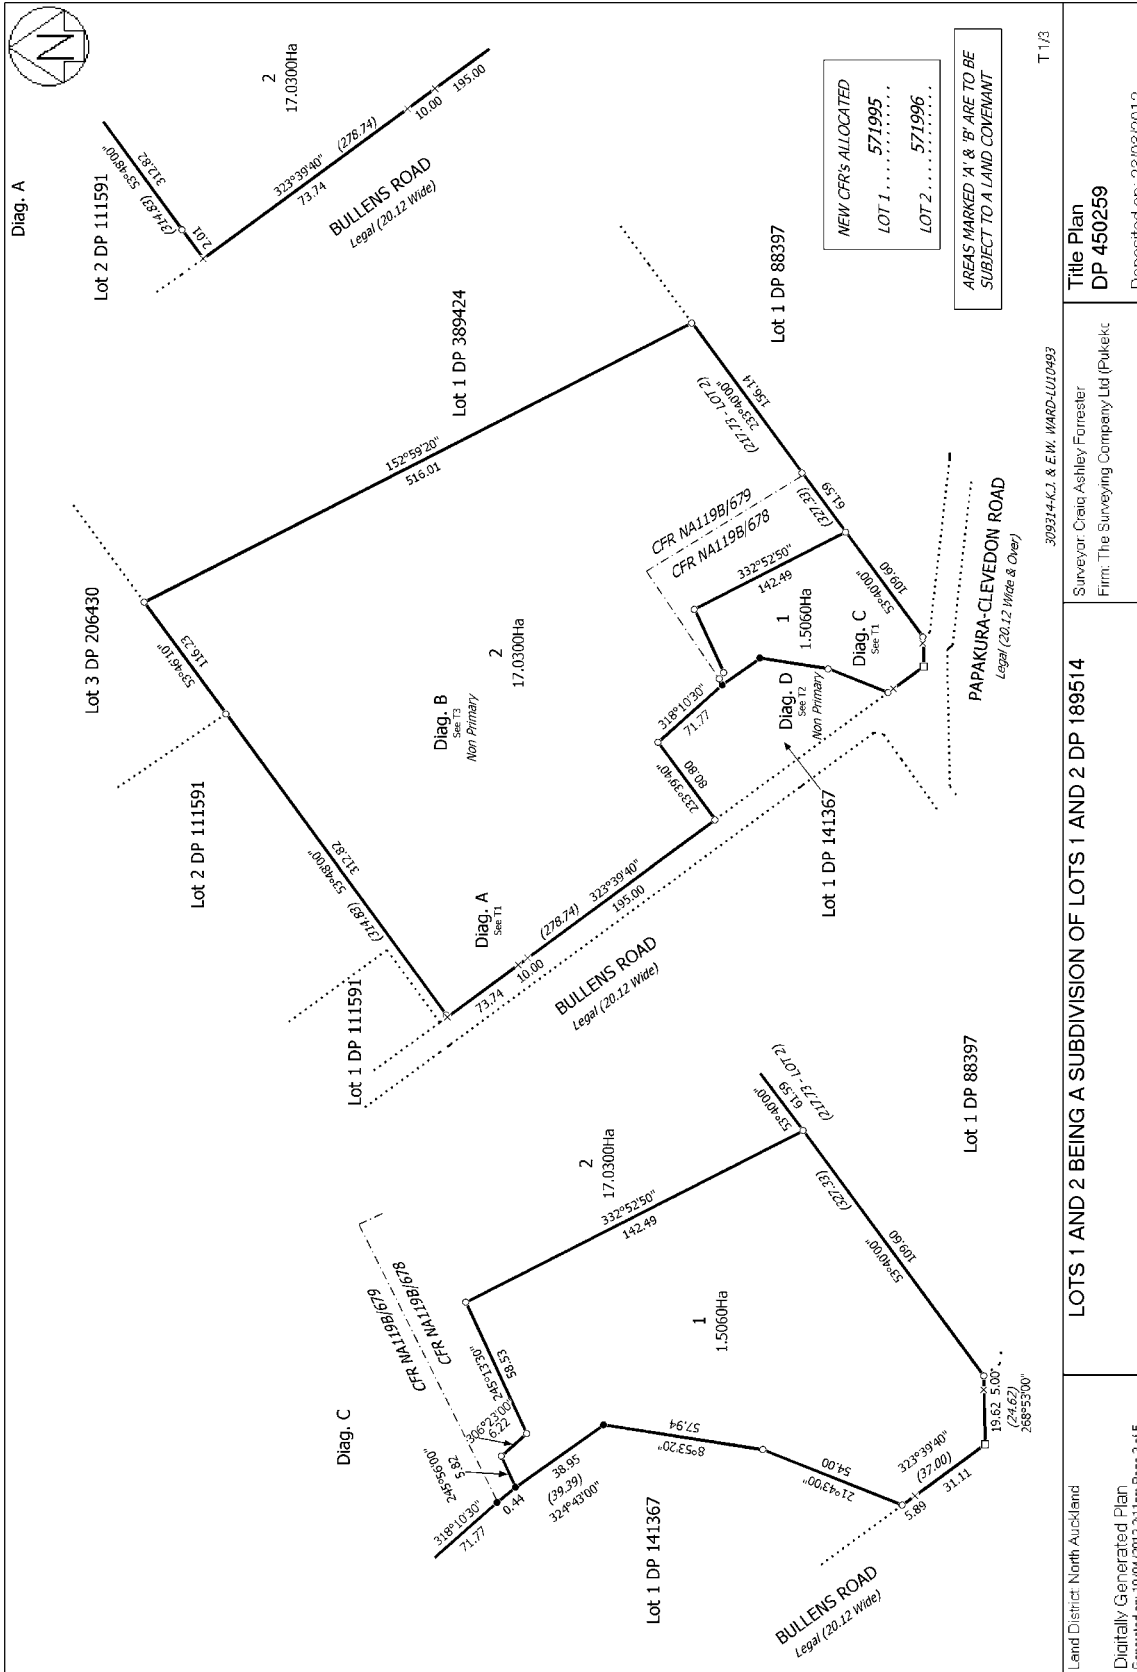 Diag. A
N
Lot 2 DP 111591
(314.83)
53°48'00"
312.82
2.01
323°39'40"
73.74
(278.74)
10.00
195.00
2
17.0300Ha
BULLENS ROAD
Legal (20.12 Wide)
Lot 3 DP 206430
Lot 2 DP 111591
Lot 1 DP 111591
53°46'10"
116.23
53°48'00"
312.82
(314.83)
152°59'20"
516.01
Lot 1 DP 389424
Diag. B
See T3
Non Primary
2
17.0300Ha
Diag. A
See T1
73.74
10.00
(278.74)
323°39'40"
195.00
BULLENS ROAD
Legal (20.12 Wide)
233°39'40"
80.80
318°10'30"
71.77
CFR NA119B/679
CFR NA119B/678
332°52'50"
142.49
(217.73 - LOT 2)
233°40'00"
156.14
(327.33)
61.59
53°40'00"
109.60
1
1.5060Ha
Diag. C
See T1
Diag. D
See T2
Non Primary
Lot 1 DP 141367
Lot 1 DP 88397
PAPAKURA-CLEVEDON ROAD
Legal (20.12 Wide & Over)
Diag. C
CFR NA119B/679
CFR NA119B/678
318°10'30"
71.77
245°56'00"
5.82
306°23'00"
6.22
245°13'30"
58.53
0.44
38.95
(39.39)
324°43'00"
332°52'50"
142.49
2
17.0300Ha
53°40'00"
61.59
(217.73 - LOT 2)
(327.33)
53°40'00"
109.60
1
1.5060Ha
8°53'20"
57.94
21°43'00"
54.00
5.89
323°39'40"
(37.00)
31.11
19.62 5.00
(24.62)
268°53'00"
Lot 1 DP 141367
Lot 1 DP 88397
BULLENS ROAD
Legal (20.12 Wide)
NEW CFR's ALLOCATED
LOT 1 .... 571995 ....
LOT 2 .... 571996 ....
AREAS MARKED 'A' & 'B' ARE TO BE
SUBJECT TO A LAND COVENANT
T 1/3
309314-K.J. & E.W. WARD-LU10493
Land District: North Auckland
Digitally Generated Plan
LOTS 1 AND 2 BEING A SUBDIVISION OF LOTS 1 AND 2 DP 189514
Surveyor: Craig Ashley Forrester
Firm: The Surveying Company Ltd (Pukekc
Title Plan
DP 450259